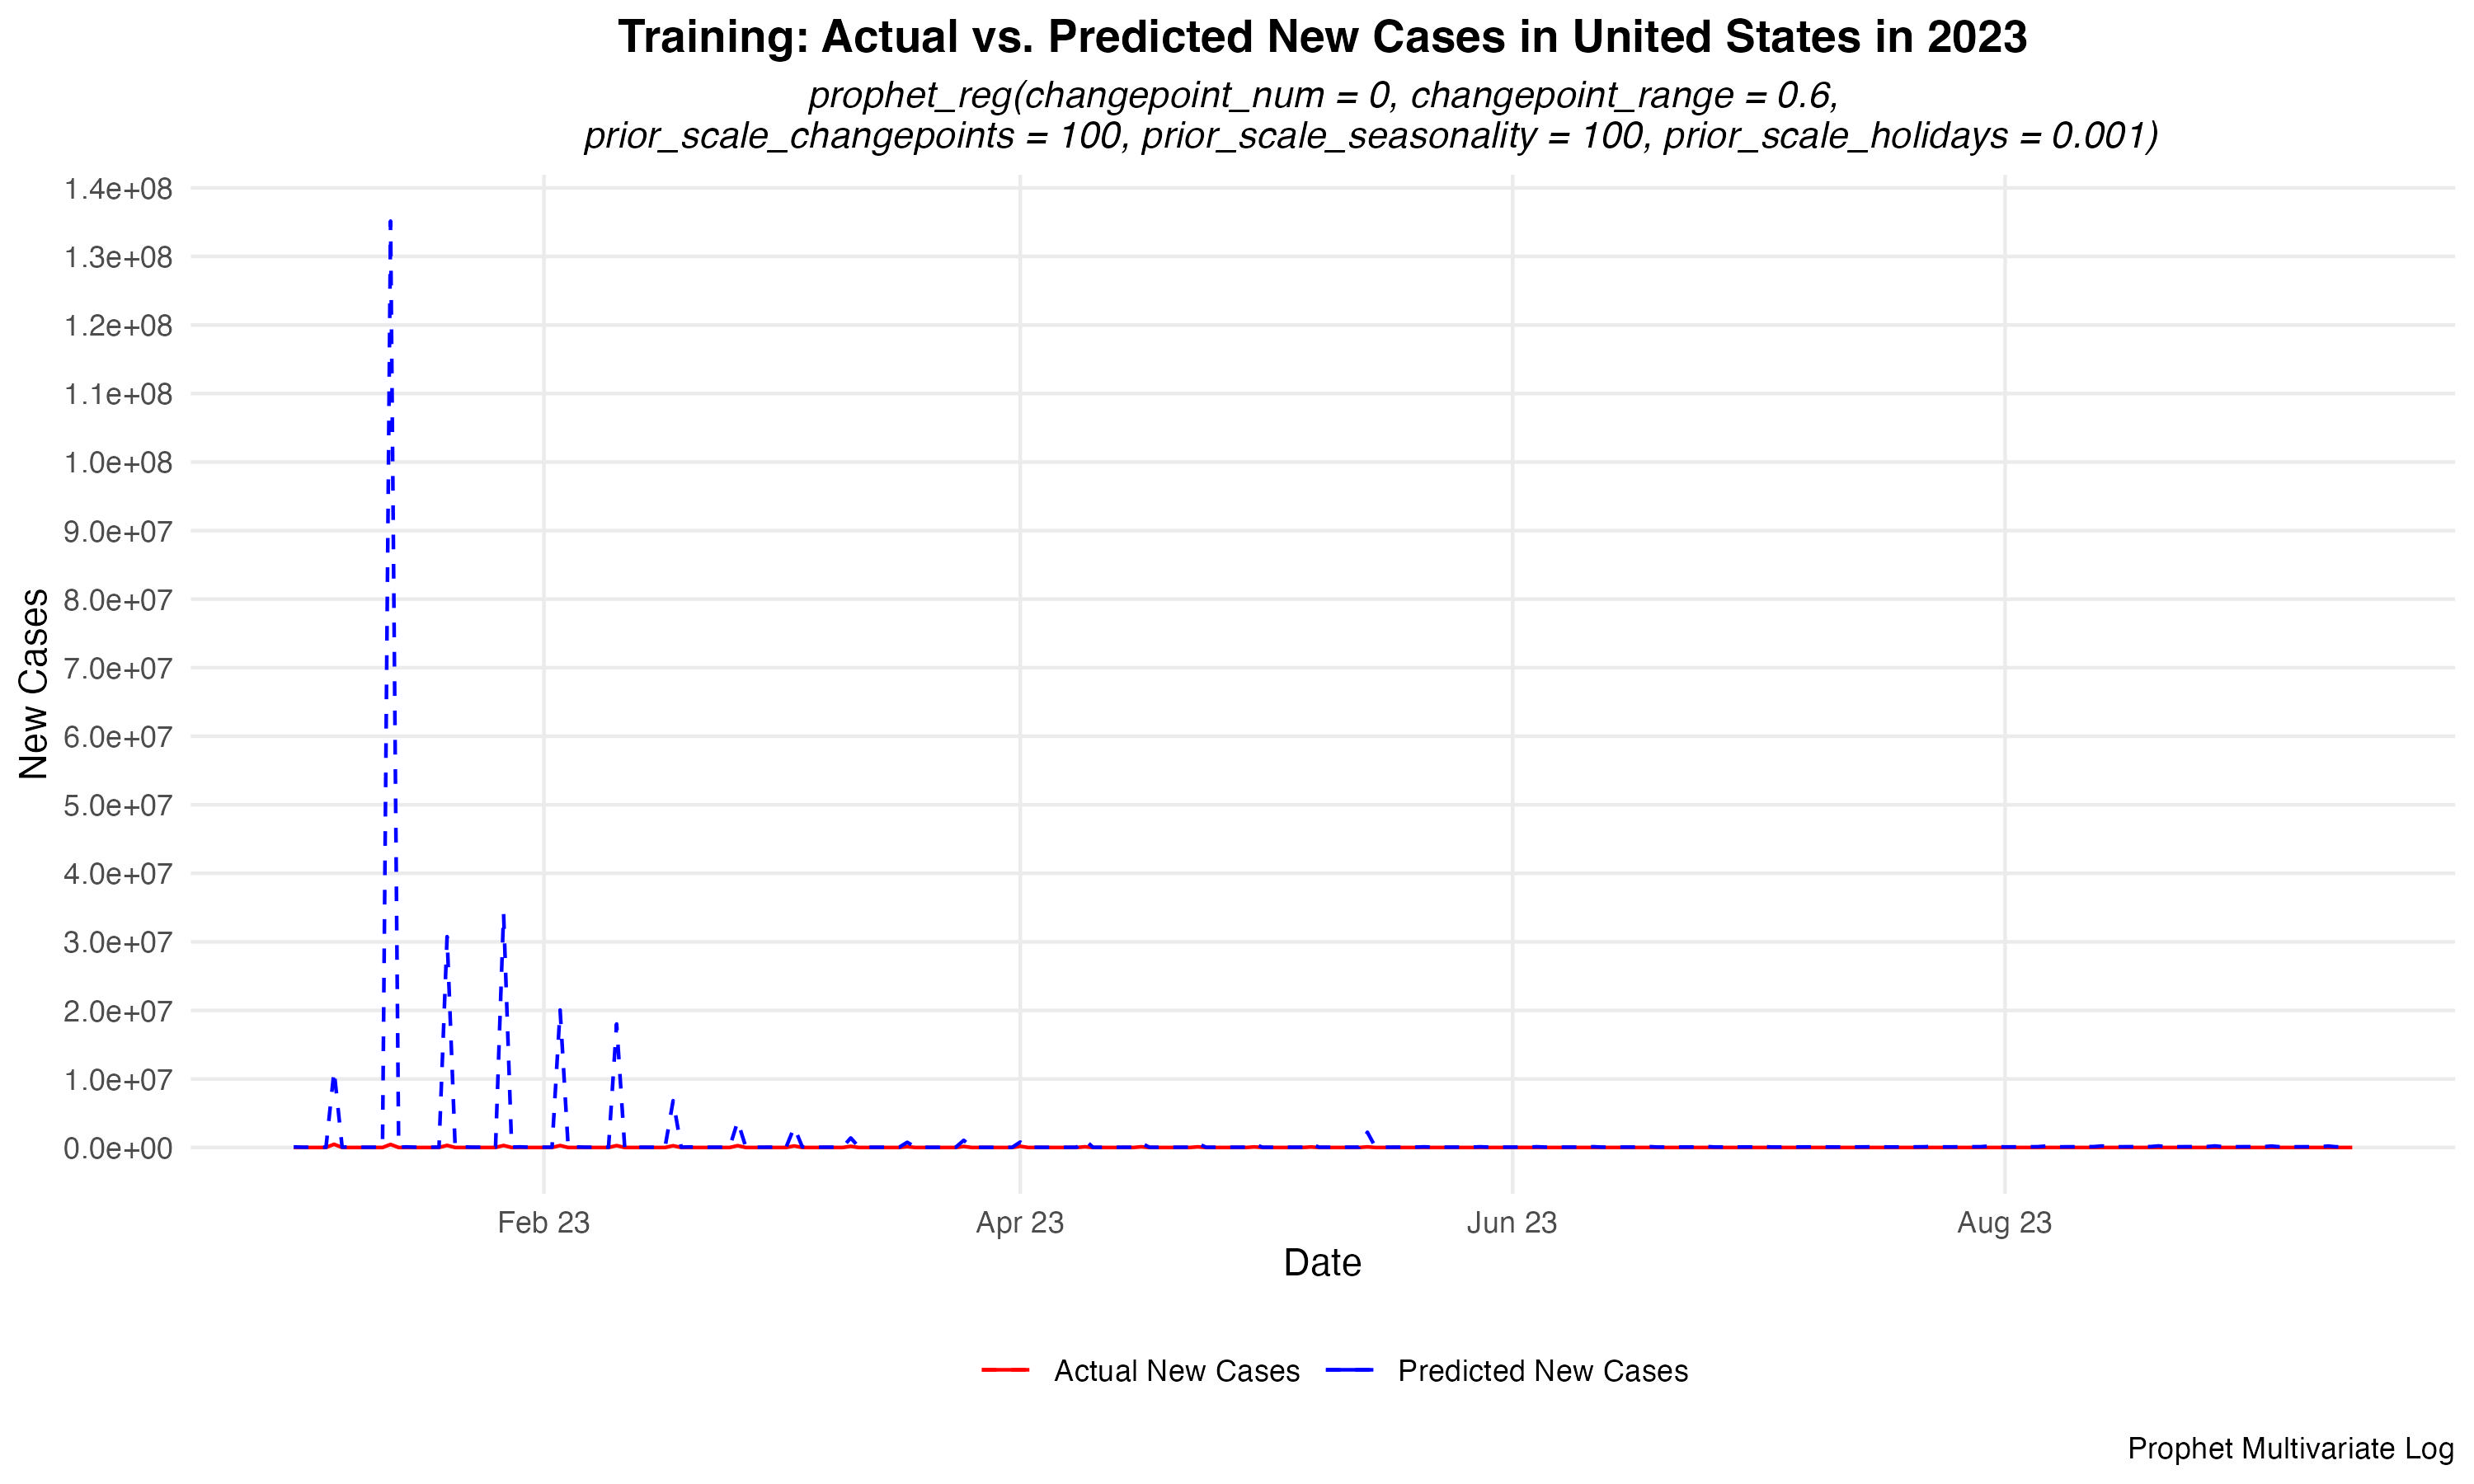 Training: Actual vs. Predicted New Cases in United States in 2023
prophet_reg(changepoint_num = 0, changepoint_range = 0.6,
prior_scale_changepoints = 100, prior_scale_seasonality = 100, prior_scale_holidays = 0.001)
1.4e+08
1.3e+08
1.2e+08
1.1e+08
1.0e+08
9.0e+07
8.0e+07
7.0e+07
6.0e+07
5.0e+07
4.0e+07
3.0e+07
2.0e+07
1.0e+07
0.0e+00
New Cases
Feb 23
Apr 23
Jun 23
Aug 23
Date
Actual New Cases
Predicted New Cases
Prophet Multivariate Log